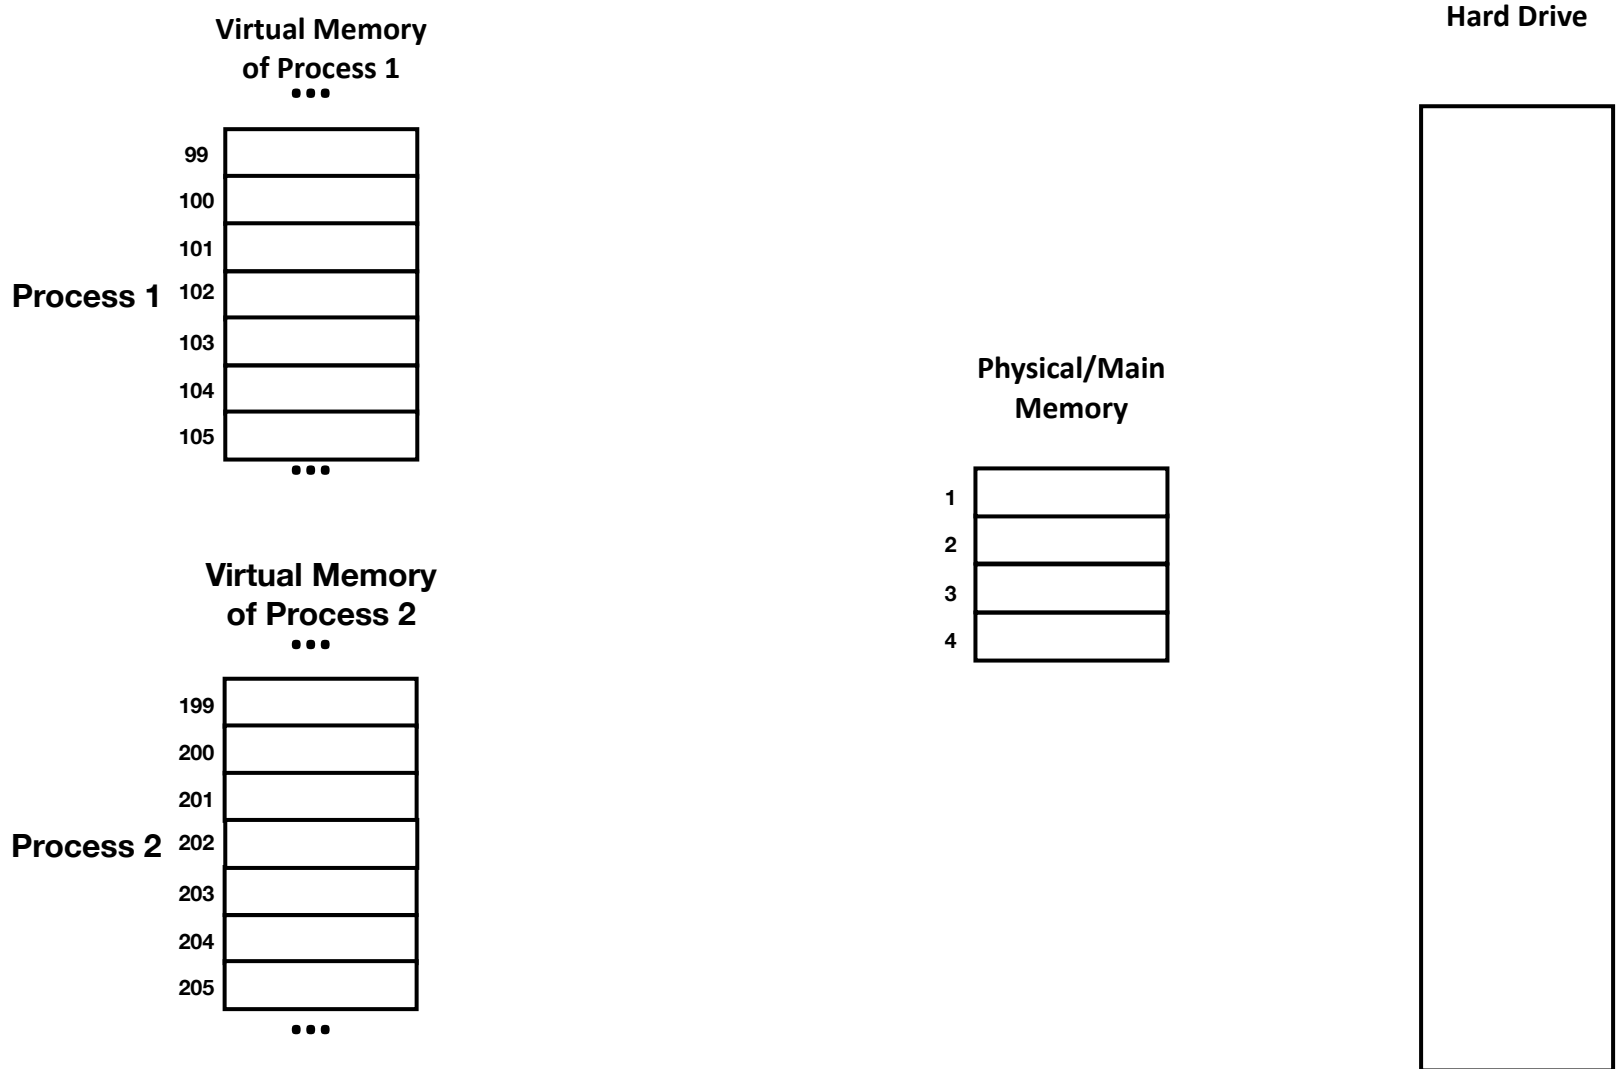 Virtual Memory
of Process 1
...
99
100
101
Process 1 102
103
104
105
...
Virtual Memory
of Process 2
...
199
200
201
Process 2 202
203
204
205
...
Physical/Main
Memory
1
2
3
4
Hard Drive